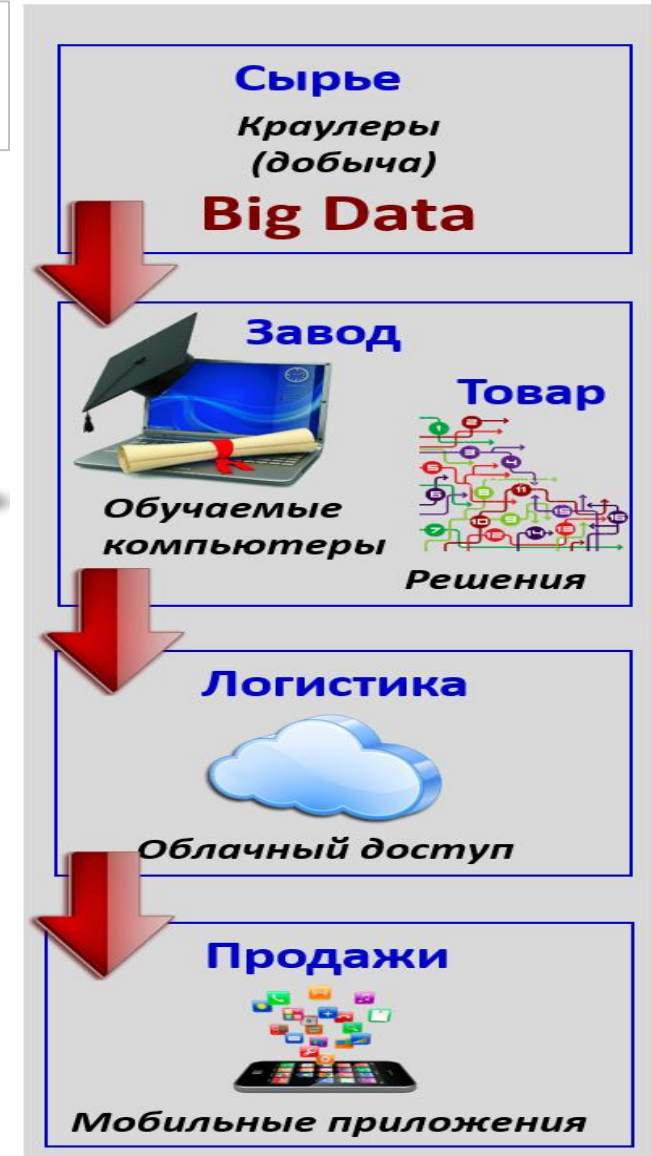 Сырье
Краулеры
(добыча)
Big Data
Завод
Товар
Обучаемые
компьютеры
Решения
Логистика
Облачный доступ
Продажи
Мобильные приложения